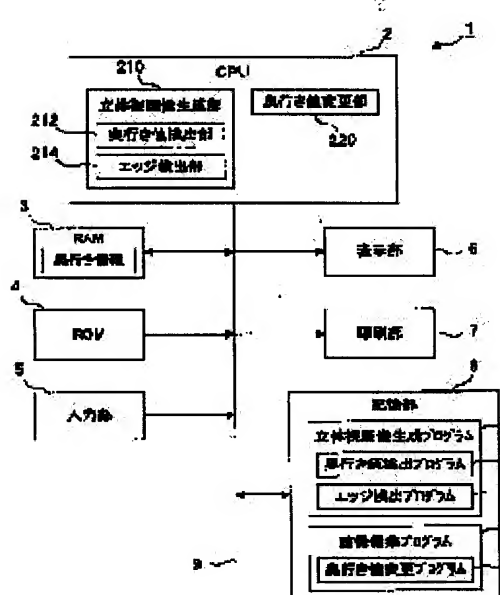 2
1
210
CPU
立体視画像生成部
奥行き値変更部
212
奥行き値検出部
220
214
エッジ検出部
3
RAM
奥行き情報
表示部
6
4
ROM
印刷部
7
5
入力部
8
記憶部
立体視画像生成プログラム
奥行き値検出プログラム
エッジ検出プログラム
画像編集プログラム
奥行き値変更プログラム
9